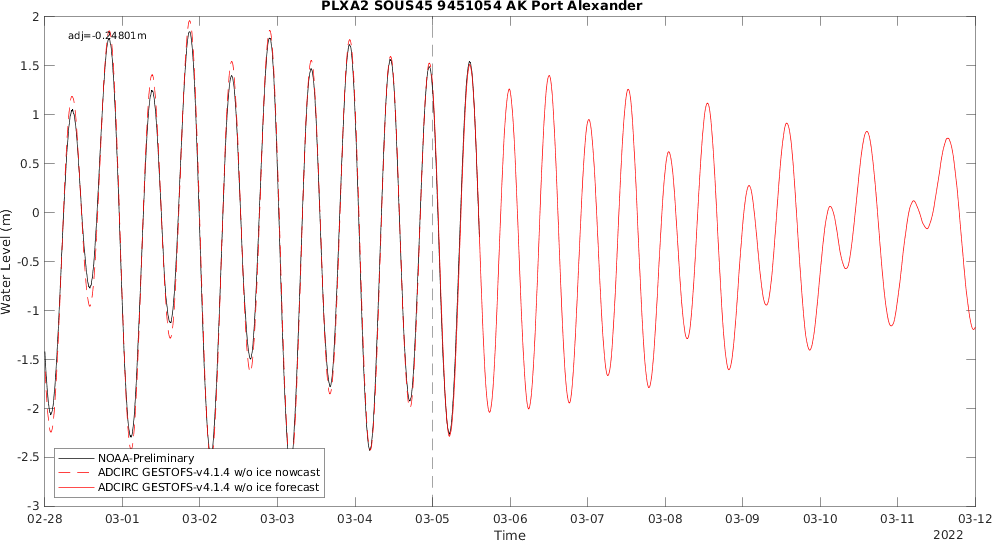 PLXA2 SOUS45 9451054 AK Port Alexander
adj=-0.24801m
2
1.5
1
0.5
0
-0.5
-1
-1.5
-2
-2.5
-3
Water Level (m)
NOAA-Preliminary
ADCIRC GESTOFS-v4.1.4 w/o ice nowcast
ADCIRC GESTOFS-v4.1.4 w/o ice forecast
02-28 03-01 03-02 03-03 03-04 03-05 03-06 03-07 03-08 03-09 03-10 03-11 03-12
Time
2022